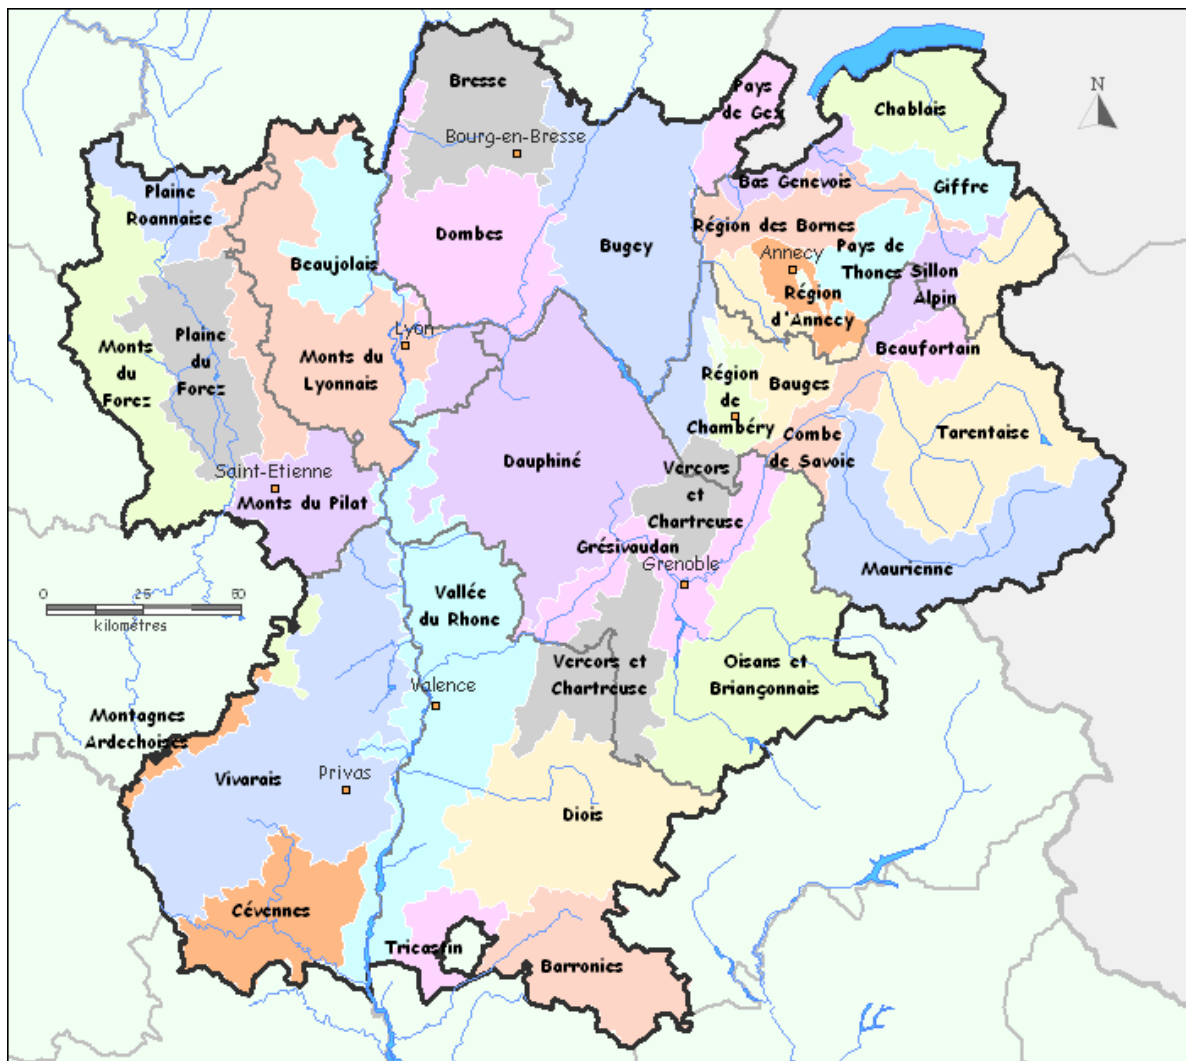 Bresse
Bourg-en-Bresse
Pays
de Gex
Chablais
N
Plaine
Roannaise
Dombes
Bugey
Bas Genevois
Giffre
Région des Bornes
Annecy
Pays de
Thones
Sillon
Alpin
Région
d'Annecy
Beaujolais
Lyon
Monts du
Lyonnais
Plaine
du
Forez
Monts
du
Forez
Beaufortain
Région
de
Chambéry
Bauges
Combe
de Savoie
Tarentaise
Saint-Etienne
Monts du Pilat
Dauphiné
Vercors
et
Chartreuse
Grésivaudan
Grenoble
Maurienne
0 25 50
kilomètres
Vallée
du Rhone
Vercors et
Chartreuse
Oisans et
Briançonnais
Valence
Montagnes
Ardechoises
Vivarais
Privas
Diois
Cévennes
Tricastin
Barronies